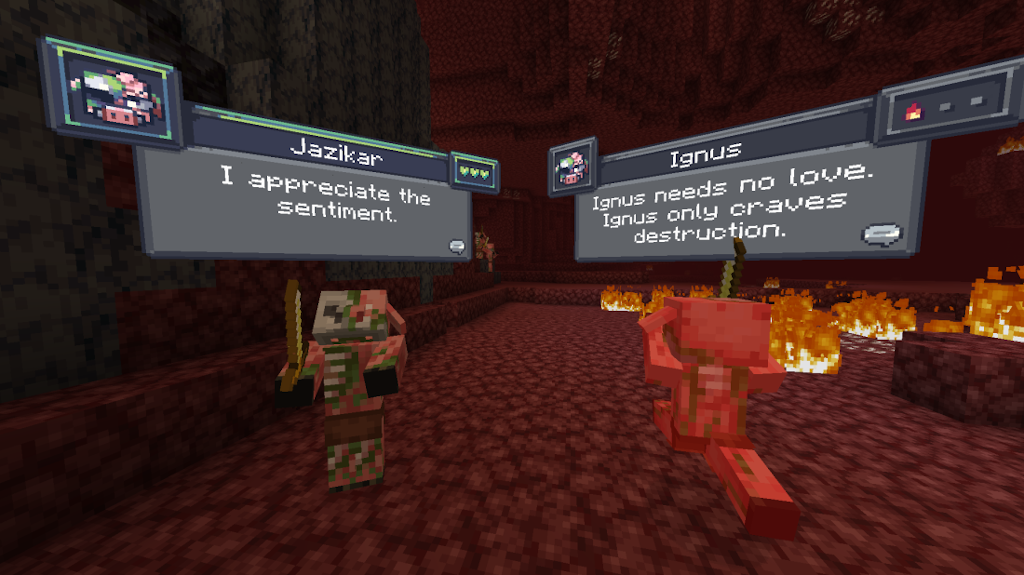 Jazikar
I appreciate the
sentiment.
Ignus
Ignus needs no love.
Ignus only craves
destruction.